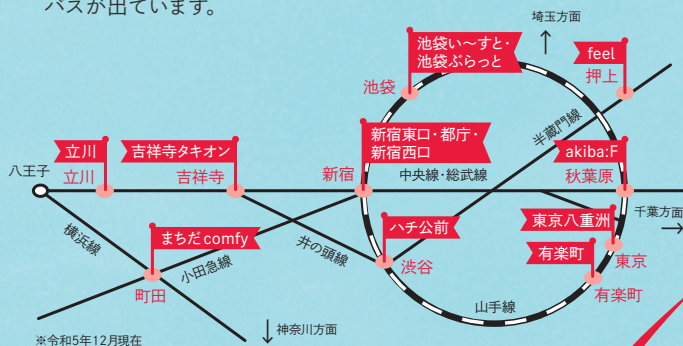 バスが出ています。
埼玉方面
池袋い〜すと・
池袋ぶらっと
feel
押上
池袋
半蔵門線
新宿東口・都庁・
新宿西口
akiba:F
立川
吉祥寺タキオン
八王子
立川
吉祥寺
新宿
中央線・総武線
秋葉原
千葉方面
東京八重洲
ハチ公前
まちだcomfy
横浜線
井の頭線
小田急線
有楽町
東京
渋谷
町田
有楽町
山手線
神奈川方面
※令和5年12月現在